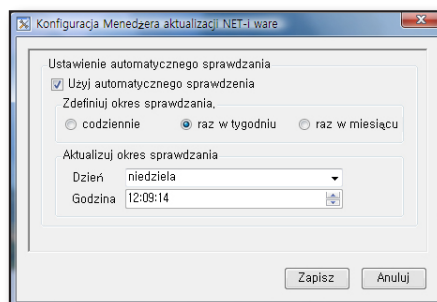 Konfiguracja Menedżera aktualizacji NET-i ware
Ustawienie automatycznego sprawdzania
Użyj automatycznego sprawdzenia
Zdefiniuj okres sprawdzania,
codziennie raz w tygodniu raz w miesiącu
Aktualizuj okres sprawdzania
Dzień niedziela
Godzina 12:09:14
Zapisz Anuluj